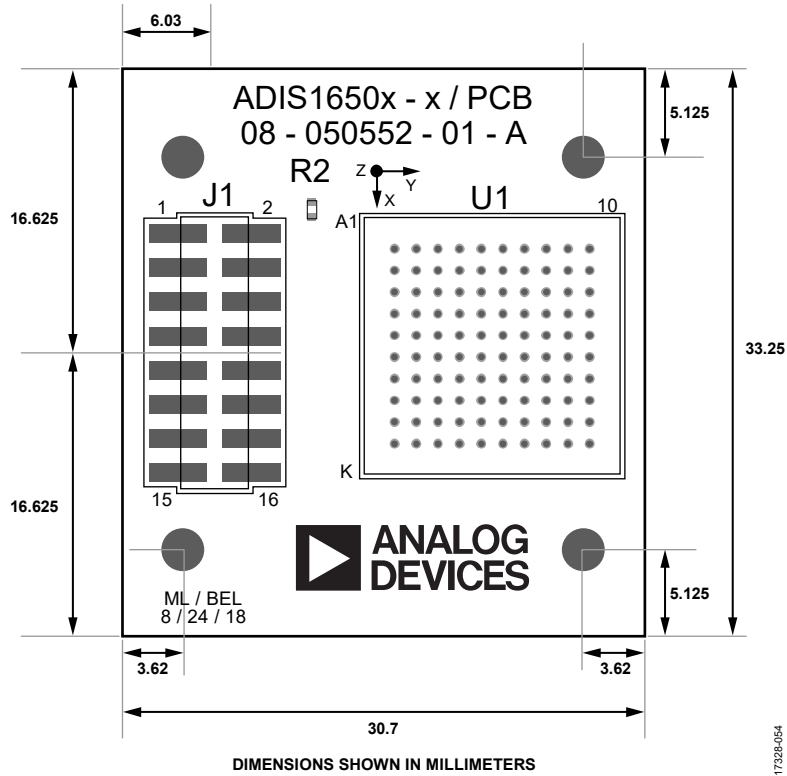 6.03
ADIS1650x - x / PCB
08 - 050552 - 01 - A
5.125
R2
Z
Y
X
J1
U1
1
2
A1
10
16.625
33.25
K
15
16
16.625
ANALOG
DEVICES
ML / BEL
8 / 24 / 18
5.125
3.62
3.62
30.7
DIMENSIONS SHOWN IN MILLIMETERS
17328-054